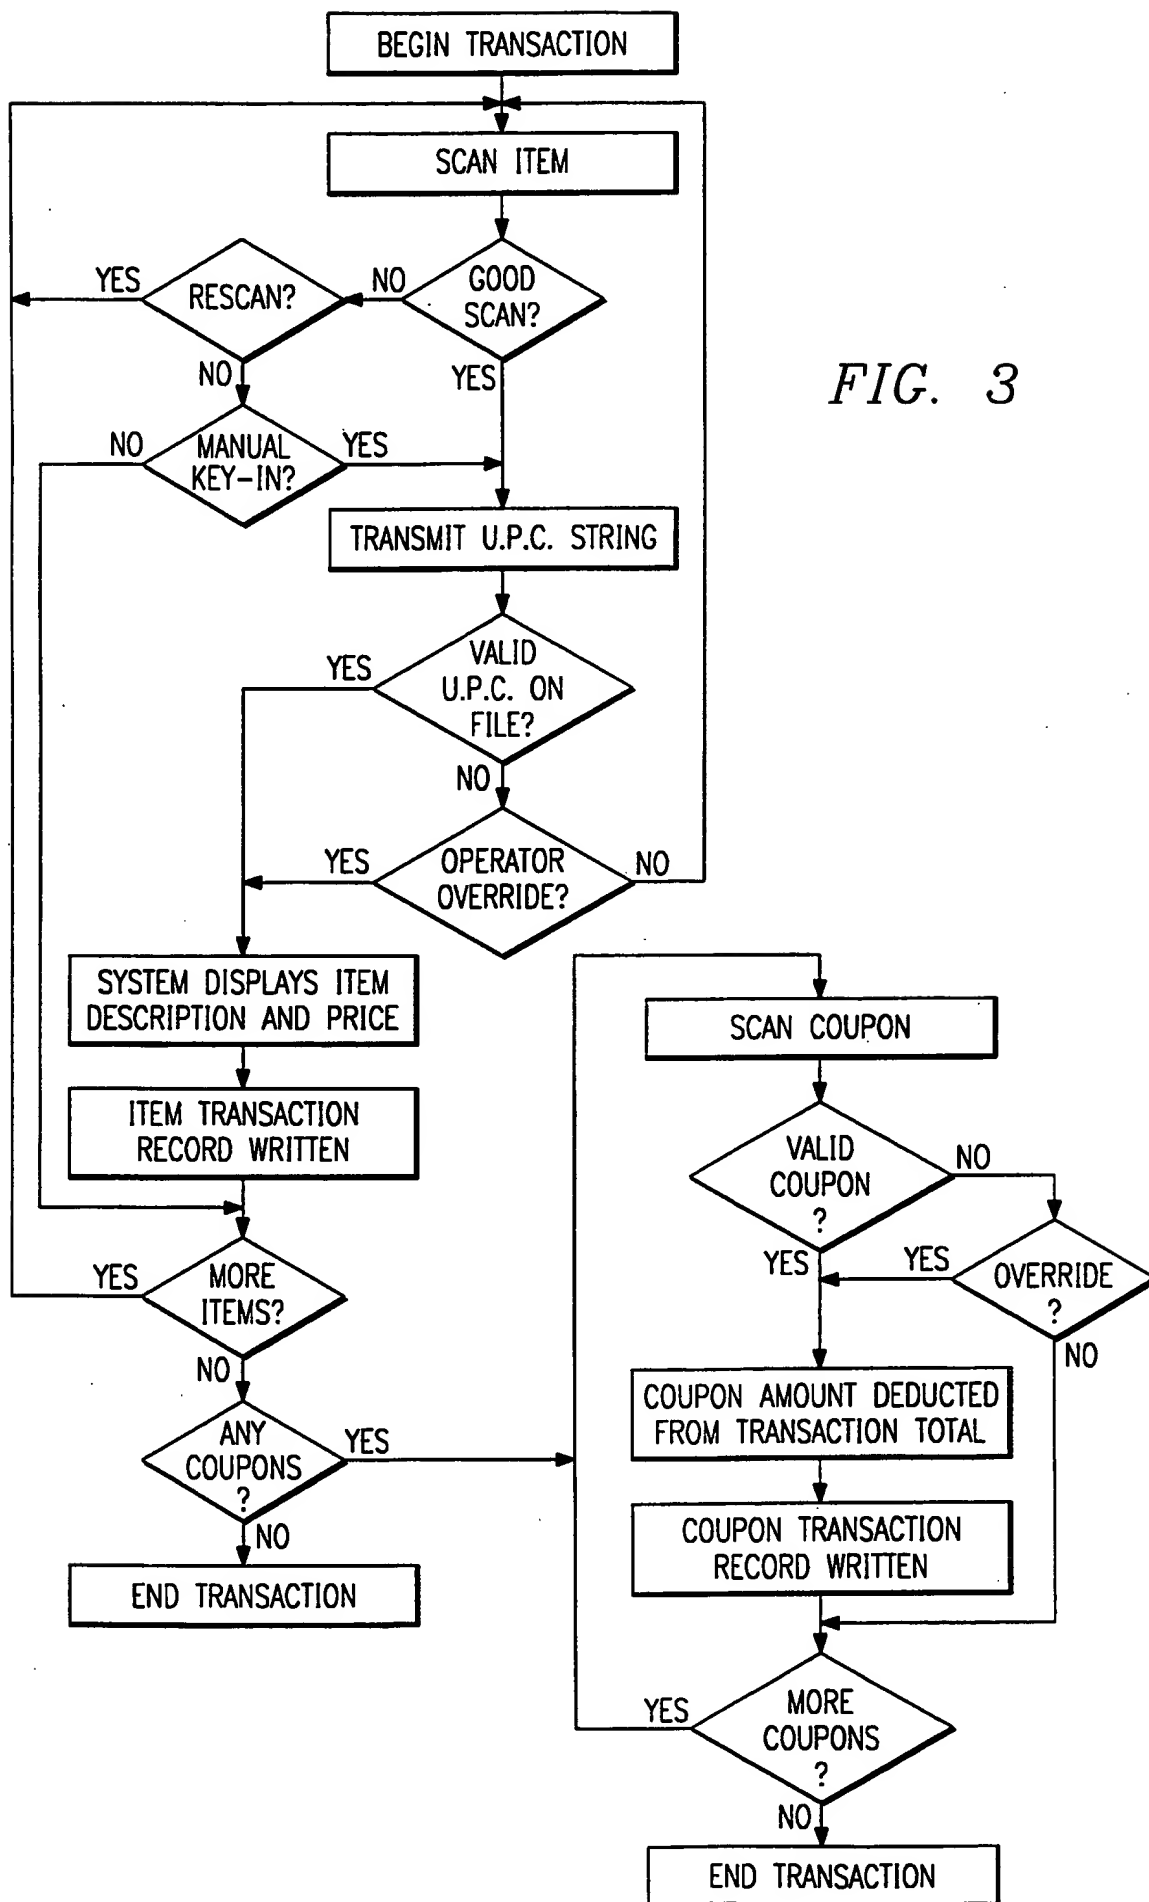 BEGIN TRANSACTION
SCAN ITEM
GOOD
SCAN?
NO
RESCAN?
YES
NO
YES
FIG. 3
MANUAL
KEY-IN?
NO
YES
TRANSMIT U.P.C. STRING
VALID
U.P.C. ON
FILE?
YES
NO
OPERATOR
OVERRIDE?
YES
NO
SYSTEM DISPLAYS ITEM
DESCRIPTION AND PRICE
ITEM TRANSACTION
RECORD WRITTEN
MORE
ITEMS?
YES
NO
ANY
COUPONS
?
YES
NO
END TRANSACTION
SCAN COUPON
VALID
COUPON
?
NO
YES
OVERRIDE
?
YES
NO
COUPON AMOUNT DEDUCTED
FROM TRANSACTION TOTAL
COUPON TRANSACTION
RECORD WRITTEN
MORE
COUPONS
?
YES
NO
END TRANSACTION